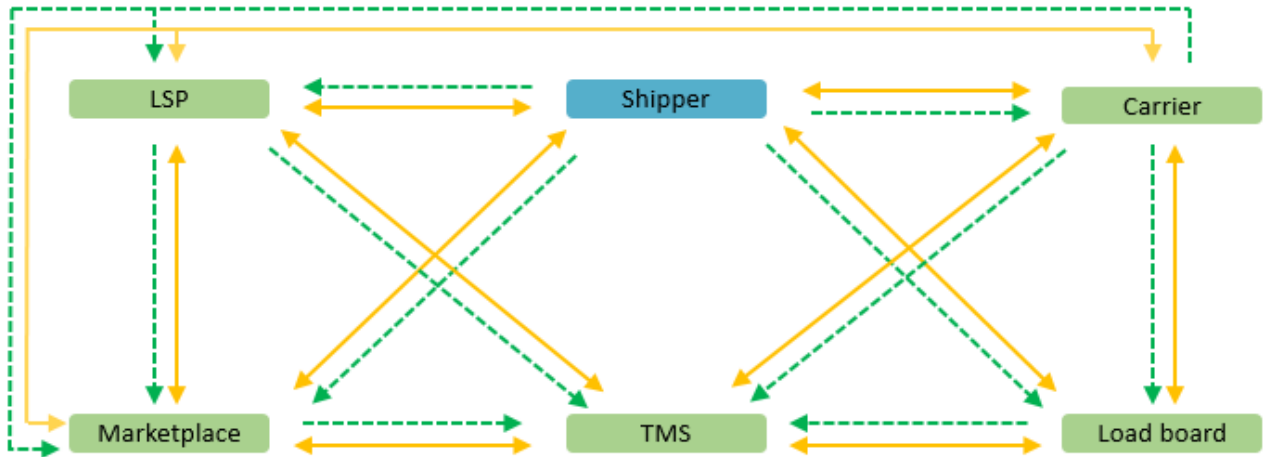 LSP
Shipper
Carrier
Marketplace
TMS
Load board